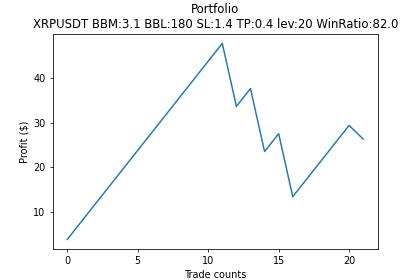 Portfolio
XRPUSDT BBM:3.1 BBL:180 SL:1.4 TP:0.4 lev:20 WinRatio:82.0
Profit ($)
40
30
20
10
0 5 10 15 20
Trade counts